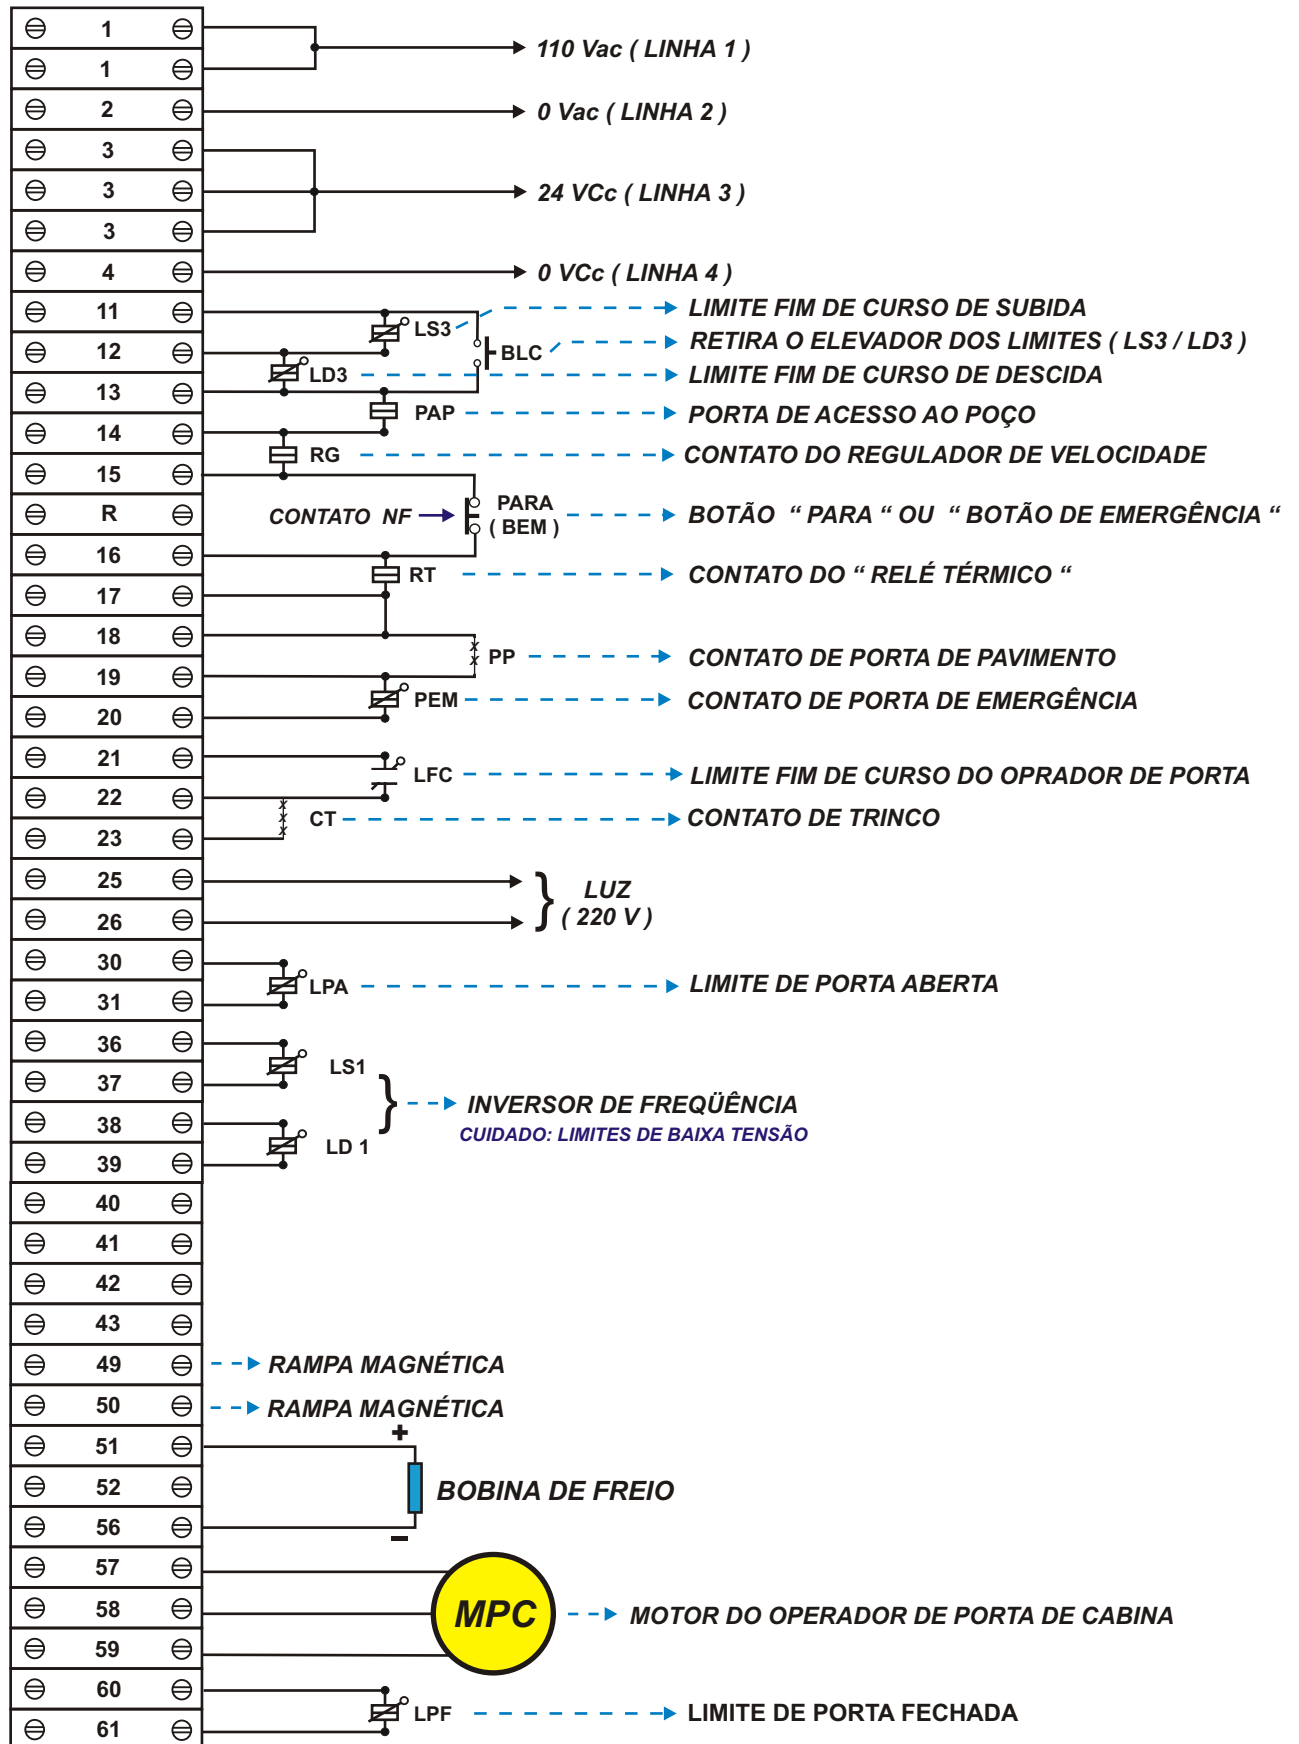 1
110 Vac ( LINHA 1 )
1
2
0 Vac ( LINHA 2 )
3
3
24 VCc ( LINHA 3 )
3
4
0 VCc ( LINHA 4 )
11
LS3
LIMITE FIM DE CURSO DE SUBIDA
12
BLC
RETIRA O ELEVADOR DOS LIMITES ( LS3 / LD3 )
LD3
LIMITE FIM DE CURSO DE DESCIDA
13
PAP
PORTA DE ACESSO AO POÇO
14
RG
CONTATO DO REGULADOR DE VELOCIDADE
15
R
CONTATO NF
PARA
( BEM )
BOTÃO “ PARA “ OU “ BOTÃO DE EMERGÊNCIA “
16
RT
CONTATO DO “ RELÉ TÉRMICO “
17
18
PP
CONTATO DE PORTA DE PAVIMENTO
19
PEM
CONTATO DE PORTA DE EMERGÊNCIA
20
21
LFC
LIMITE FIM DE CURSO DO OPRADOR DE PORTA
22
CT
CONTATO DE TRINCO
23
25
LUZ
( 220 V )
26
30
LPA
LIMITE DE PORTA ABERTA
31
36
LS1
37
INVERSOR DE FREQÜÊNCIA
38
CUIDADO: LIMITES DE BAIXA TENSÃO
LD 1
39
40
41
42
43
49
RAMPA MAGNÉTICA
50
RAMPA MAGNÉTICA
+
51
52
BOBINA DE FREIO
56
–
57
58
MPC
MOTOR DO OPERADOR DE PORTA DE CABINA
59
60
LPF
LIMITE DE PORTA FECHADA
61